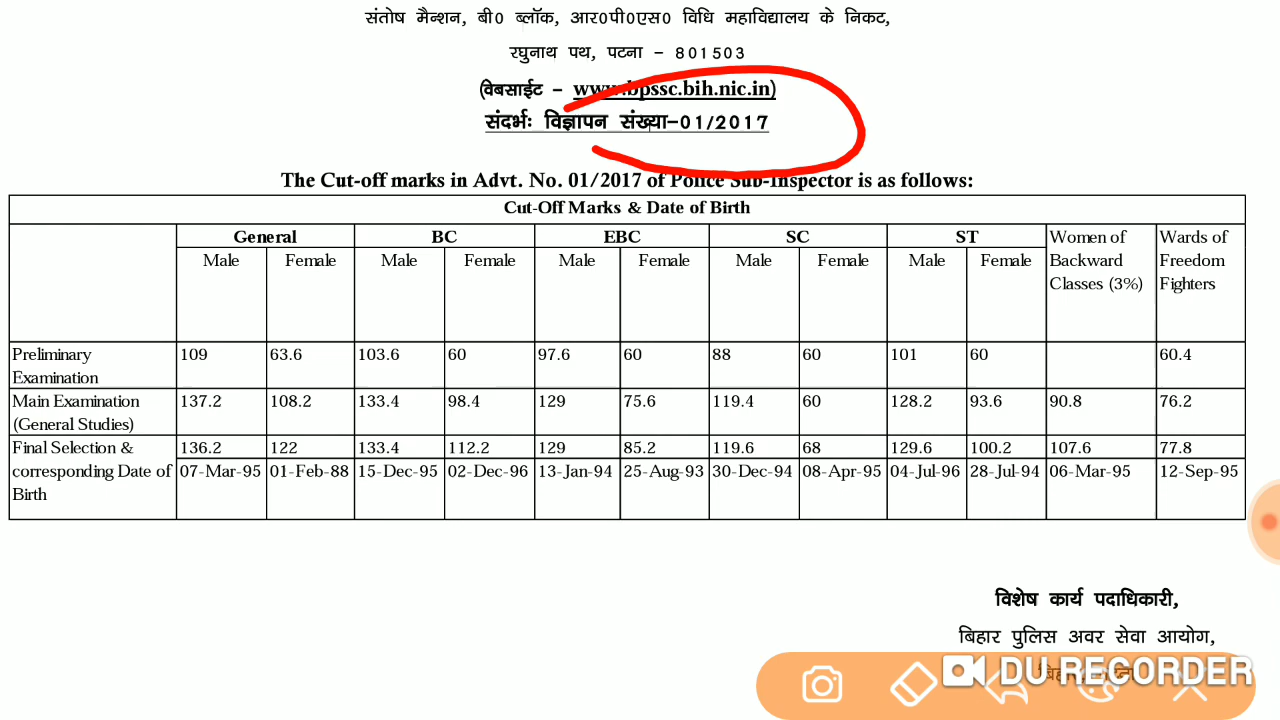 संतोष मैन्शन, बी0 ब्लॉक, आर0पी0एस0 विधि महाविद्यालय के निकट,
रघुनाथ पथ, पटना – 801503
(वेबसाईट – www.bpssc.bih.nic.in)
संदर्भः विज्ञापन संख्या-01/2017
The Cut-off marks in Advt. No. 01/2017 of Police Sub-Inspector is as follows:
Cut-Off Marks & Date of Birth
General BC EBC SC ST Women of Wards of
Male Female Male Female Male Female Male Female Male Female Backward Freedom
Classes (3%) Fighters
Preliminary 109 63.6 103.6 60 97.6 60 88 60 101 60 60.4
Examination
Main Examination 137.2 108.2 133.4 98.4 129 75.6 119.4 60 128.2 93.6 90.8 76.2
(General Studies)
Final Selection & 136.2 122 133.4 112.2 129 85.2 119.6 68 129.6 100.2 107.6 77.8
corresponding Date of 07-Mar-95 01-Feb-88 15-Dec-95 02-Dec-96 13-Jan-94 25-Aug-93 30-Dec-94 08-Apr-95 04-Jul-96 28-Jul-94 06-Mar-95 12-Sep-95
Birth
विशेष कार्य पदाधिकारी,
बिहार पुलिस अवर सेवा आयोग,
DU RECORDER